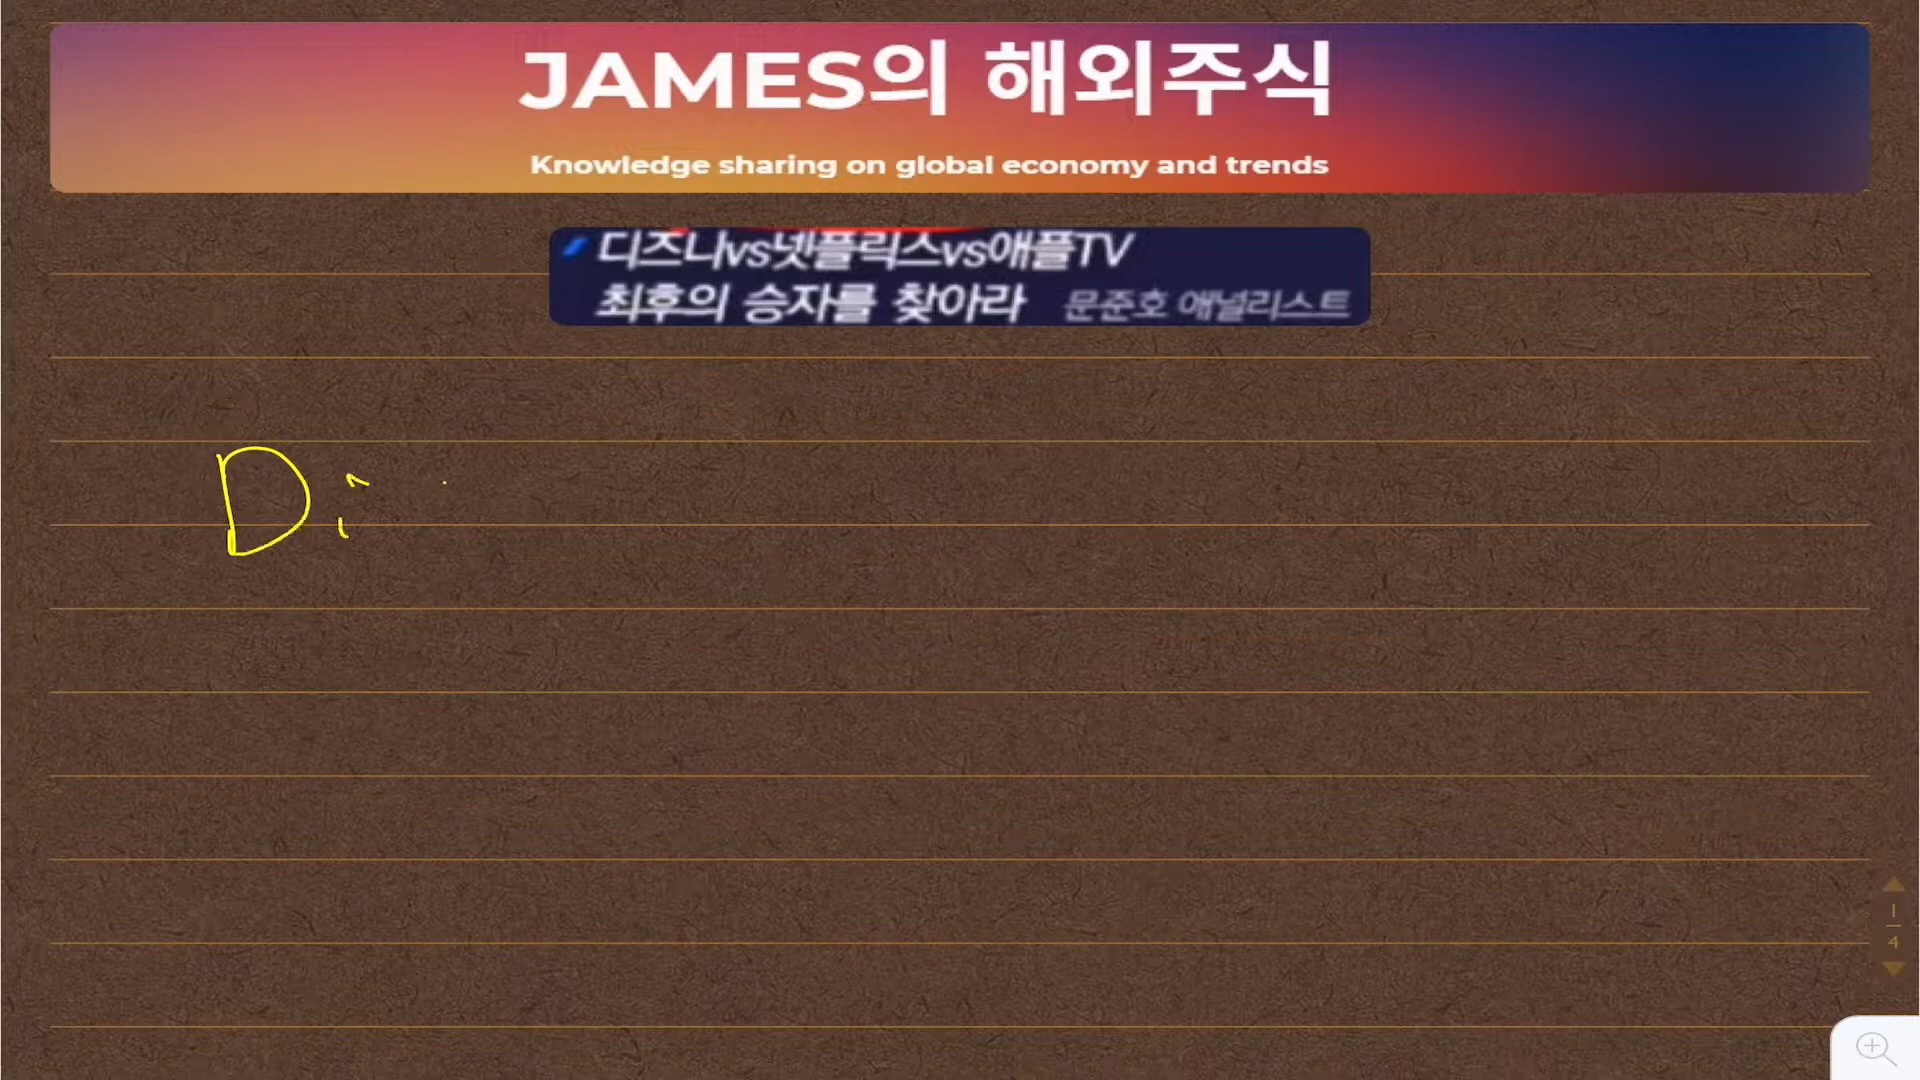 JAMES의 해외주식
Knowledge sharing on global economy and trends
디즈니vs넷플릭스vs애플TV
최후의 승자를 찾아라 문준호 애널리스트
D:
1
4